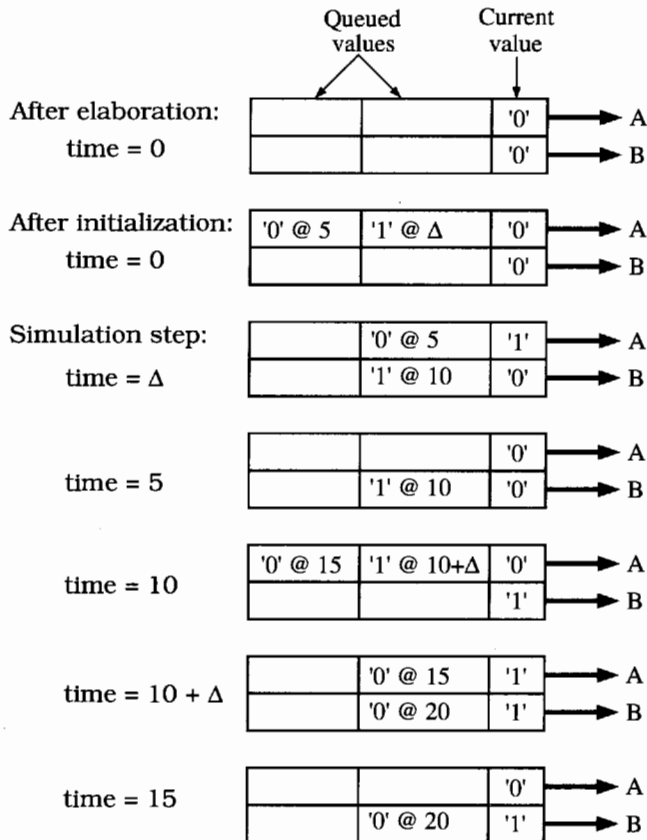 Queued values
Current value
After elaboration:
time = 0
'0' A
'0' B
After initialization:
time = 0
'0' @ 5 '1' @ Δ '0' A
'0' B
Simulation step:
time = Δ
'0' @ 5 '1' A
'1' @ 10 '0' B
time = 5
'0' A
'1' @ 10 '0' B
time = 10
'0' @ 15 '1' @ 10+Δ '0' A
'1' B
time = 10 + Δ
'0' @ 15 '1' A
'0' @ 20 '1' B
time = 15
'0' A
'0' @ 20 '1' B